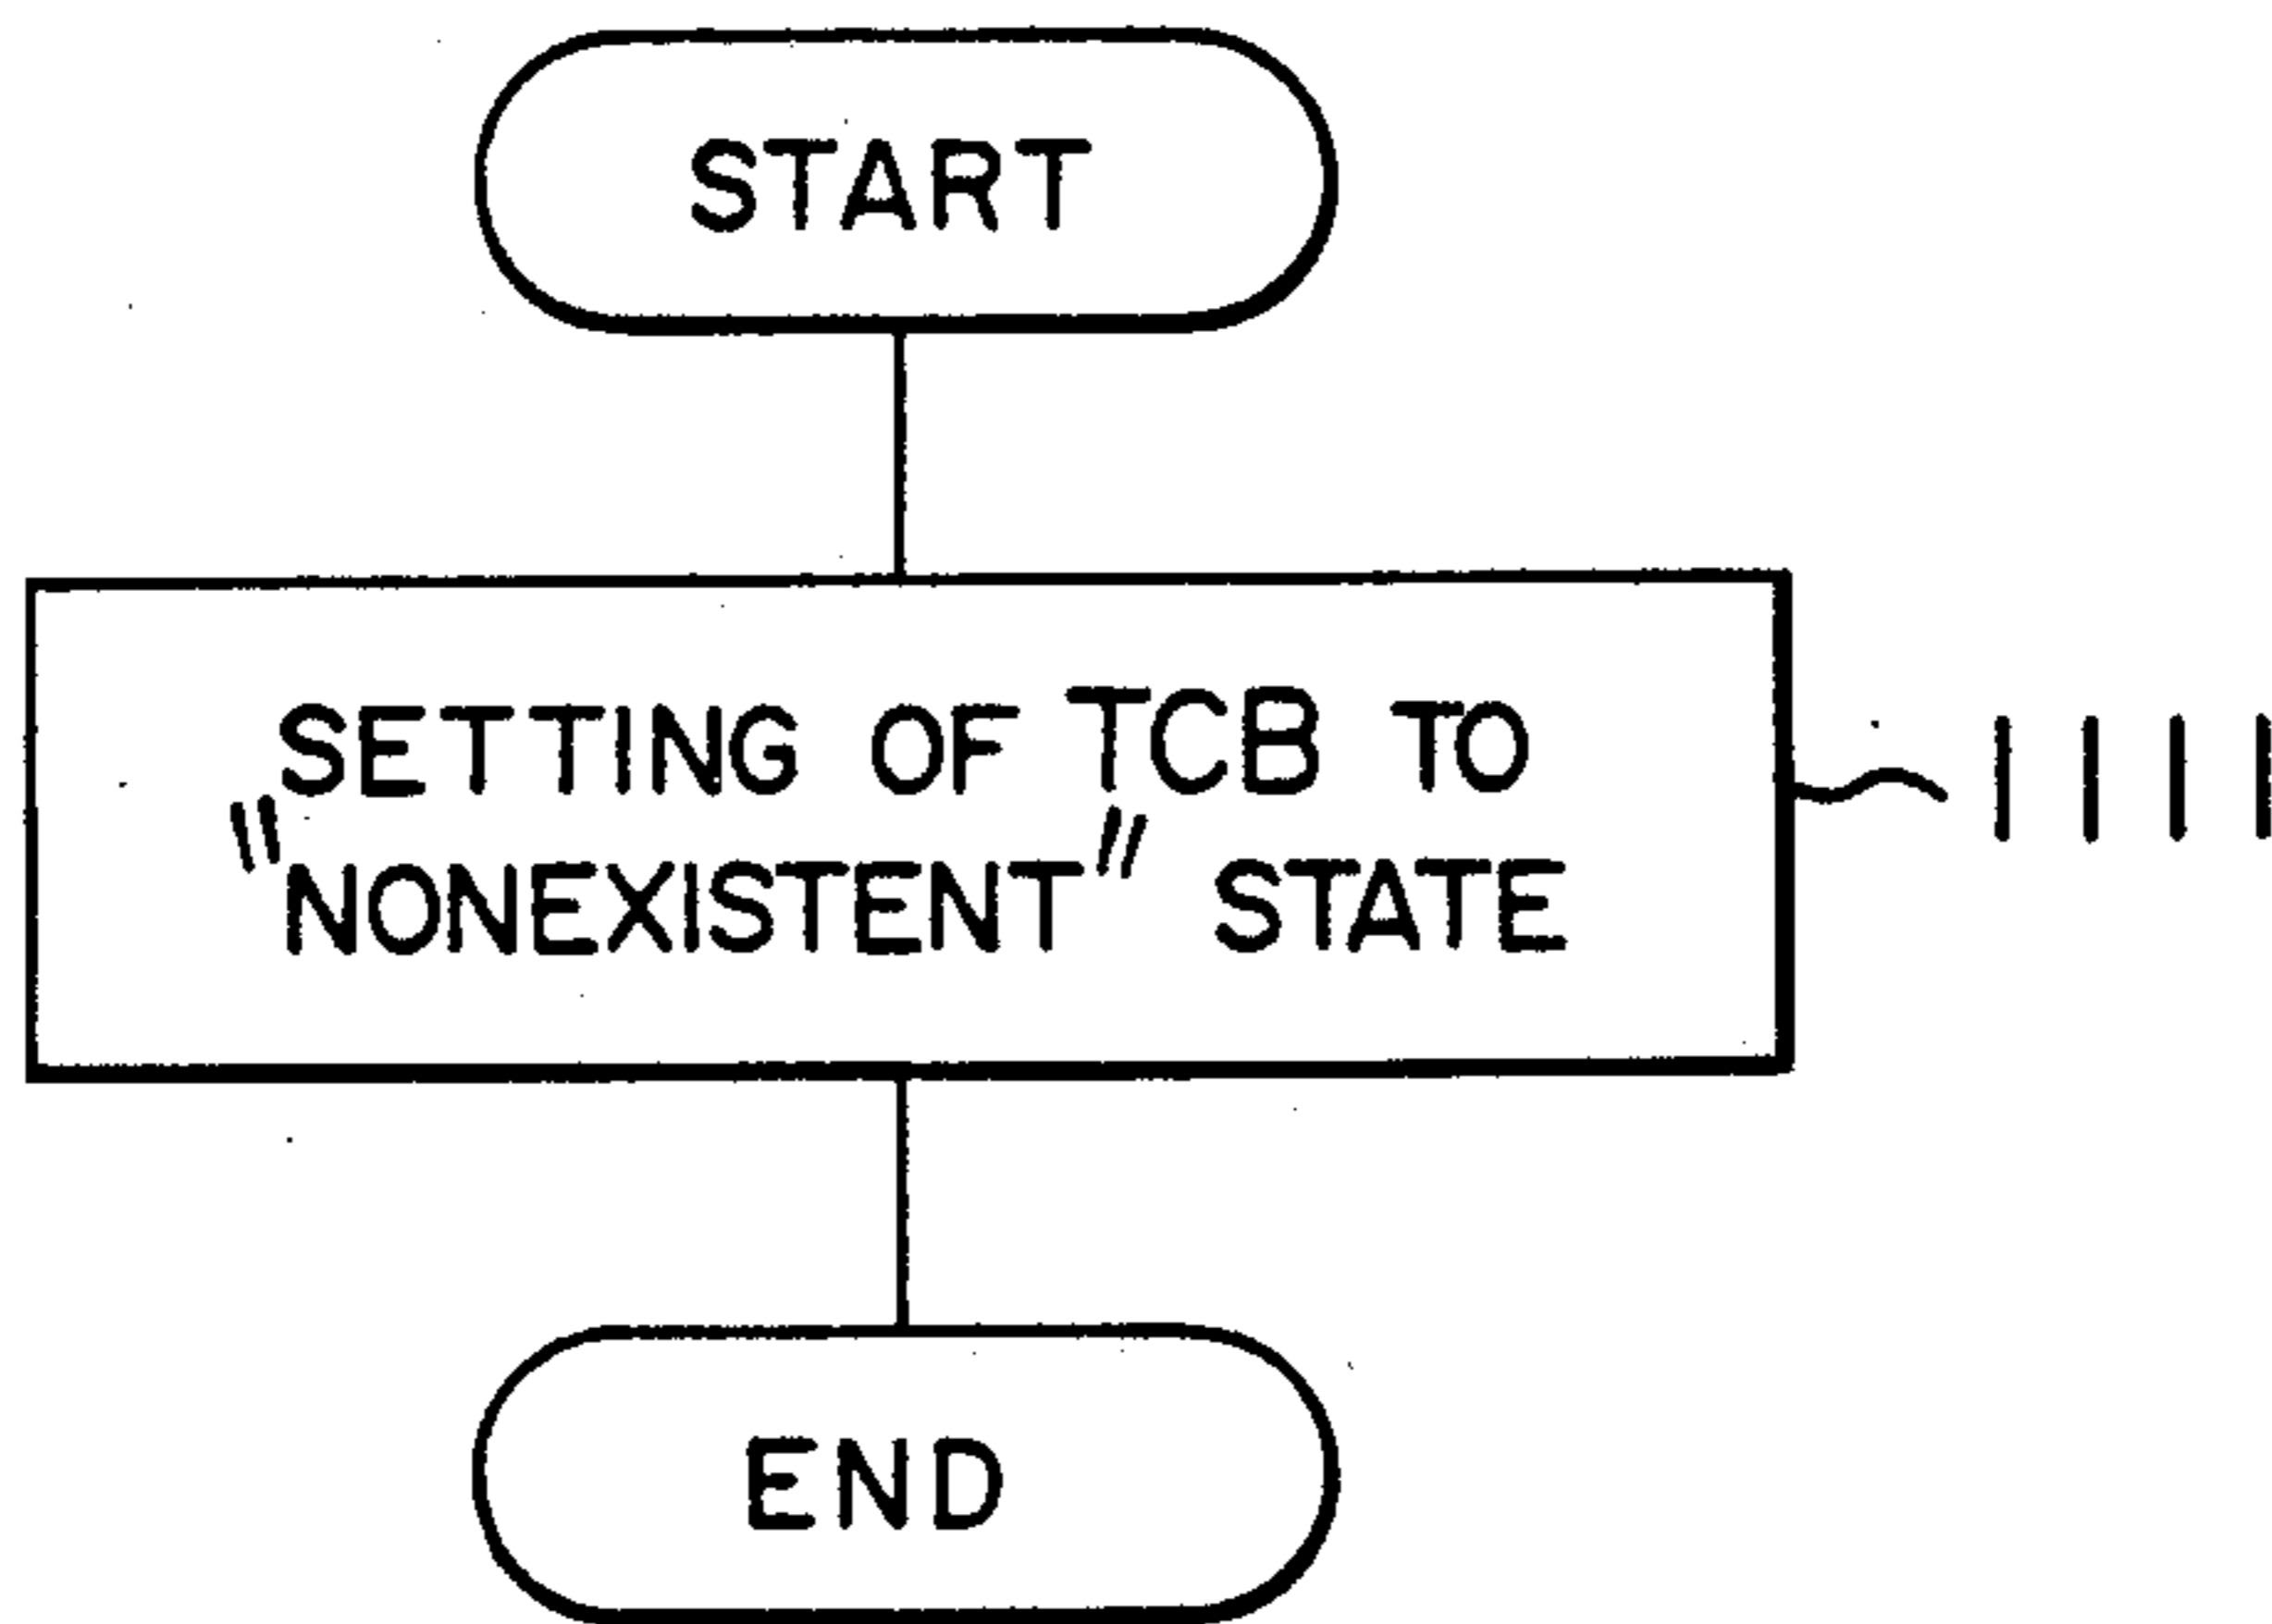 START
SETTING OF TCB TO
"NONEXISTENT" STATE
1111
END